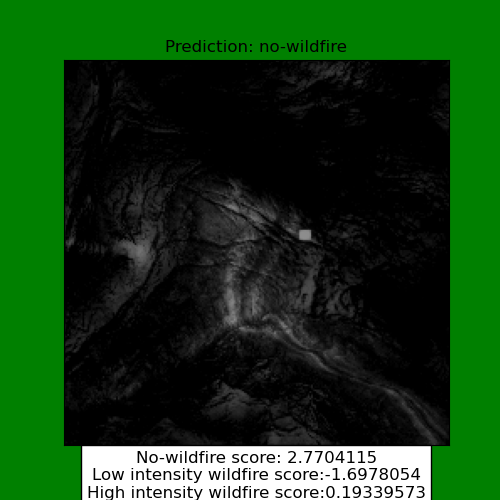 Prediction: no-wildfire
No-wildfire score: 2.7704115
Low intensity wildfire score:-1.6978054
High intensity wildfire score:0.19339573